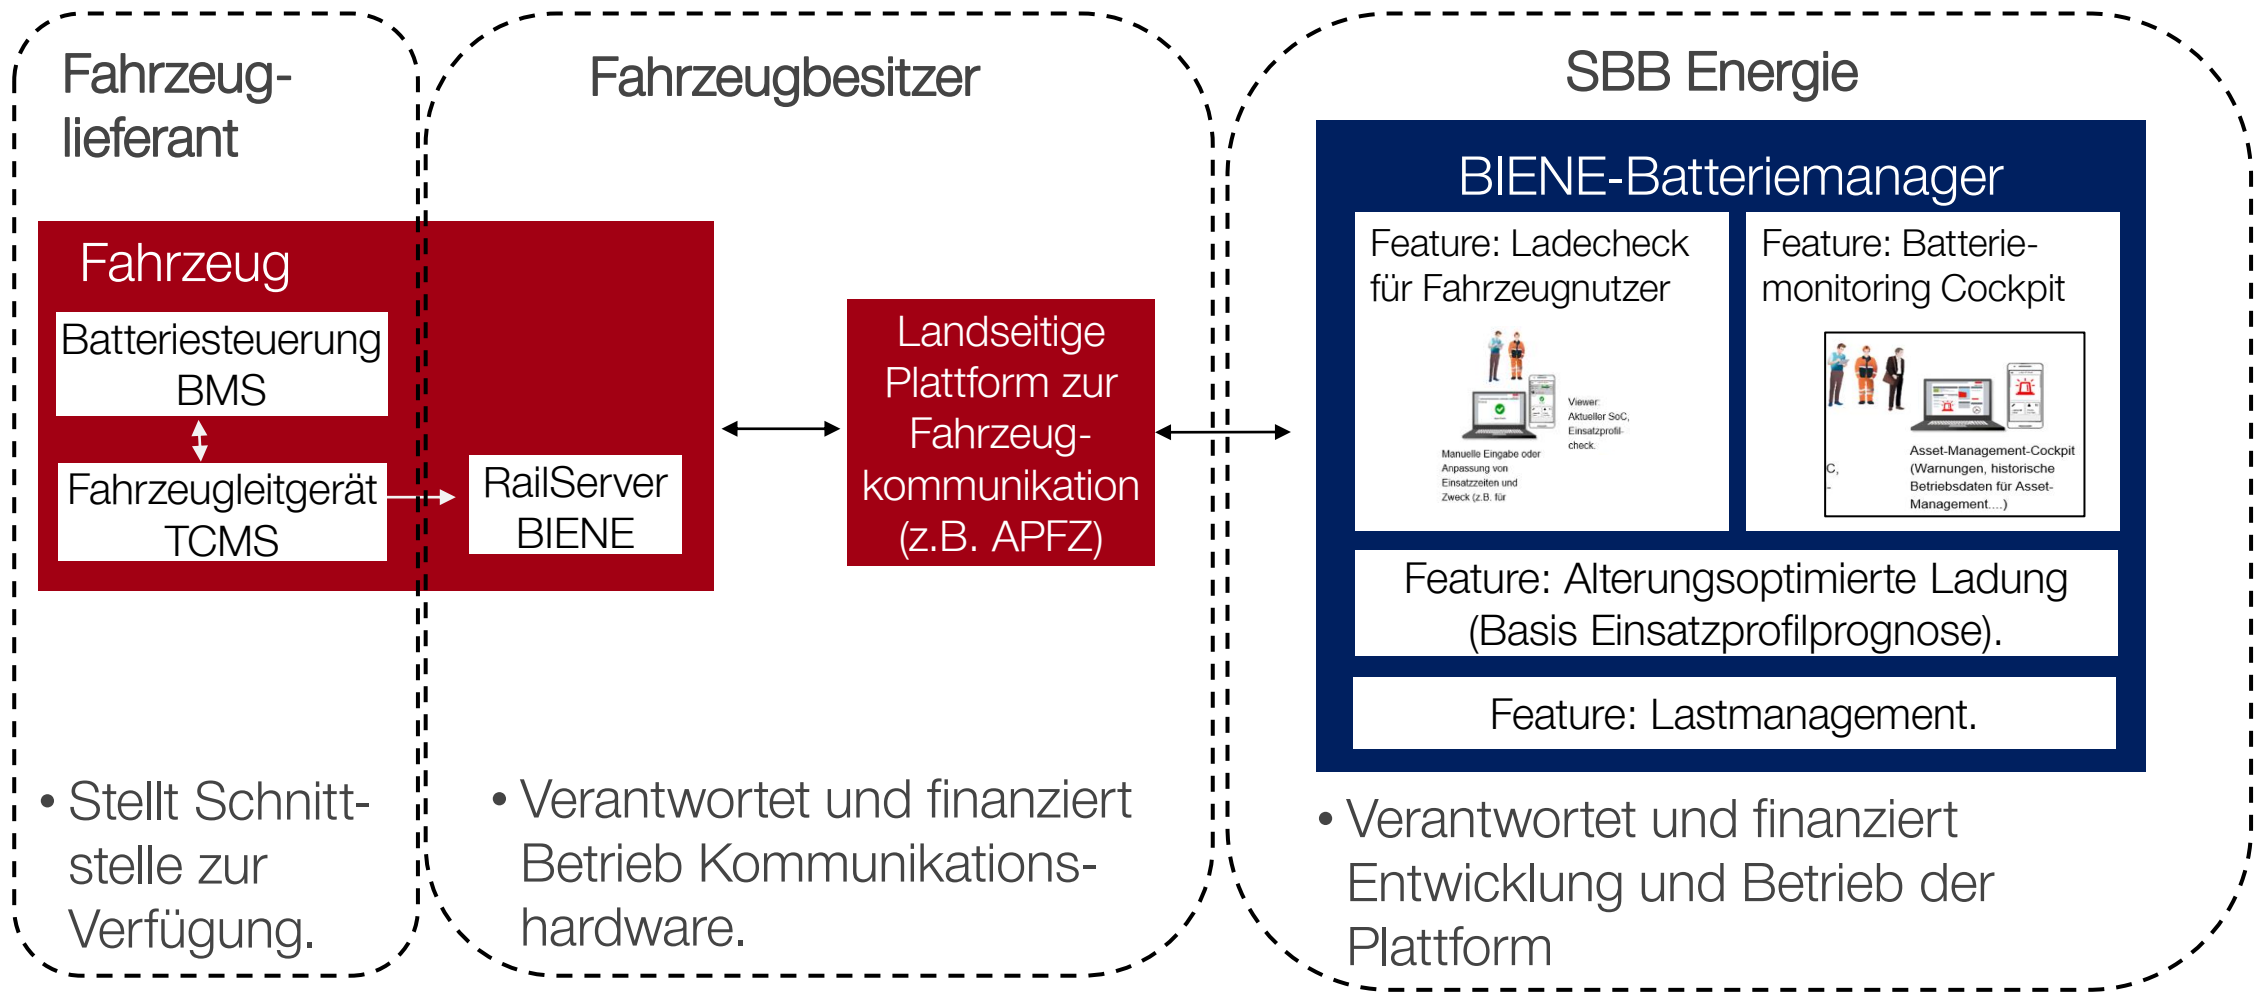 Fahrzeug-
lieferant
Fahrzeug
Batteriesteuerung
BMS
Fahrzeugleitgerät
TCMS
• Stellt Schnitt-
stelle zur
Verfügung.
Fahrzeugbesitzer
RailServer
BIENE
Landseitige
Plattform zur
Fahrzeug-
kommunikation
(z.B. APFZ)
• Verantwortet und finanziert
Betrieb Kommunikations-
hardware.
SBB Energie
BIENE-Batteriemanager
Feature: Ladecheck
für Fahrzeugnutzer
Viewer:
Aktueller SoC,
Einsatzprofil-
check.
Manuelle Eingabe oder
Anpassung von
Einsatzzeiten und
Zweck (z.B. für
Feature: Batterie-
monitoring Cockpit
C,
-
Asset-Management-Cockpit
(Warnungen, historische
Betriebsdaten für Asset-
Management....)
Feature: Alterungsoptimierte Ladung
(Basis Einsatzprofilprognose).
Feature: Lastmanagement.
• Verantwortet und finanziert
Entwicklung und Betrieb der
Plattform